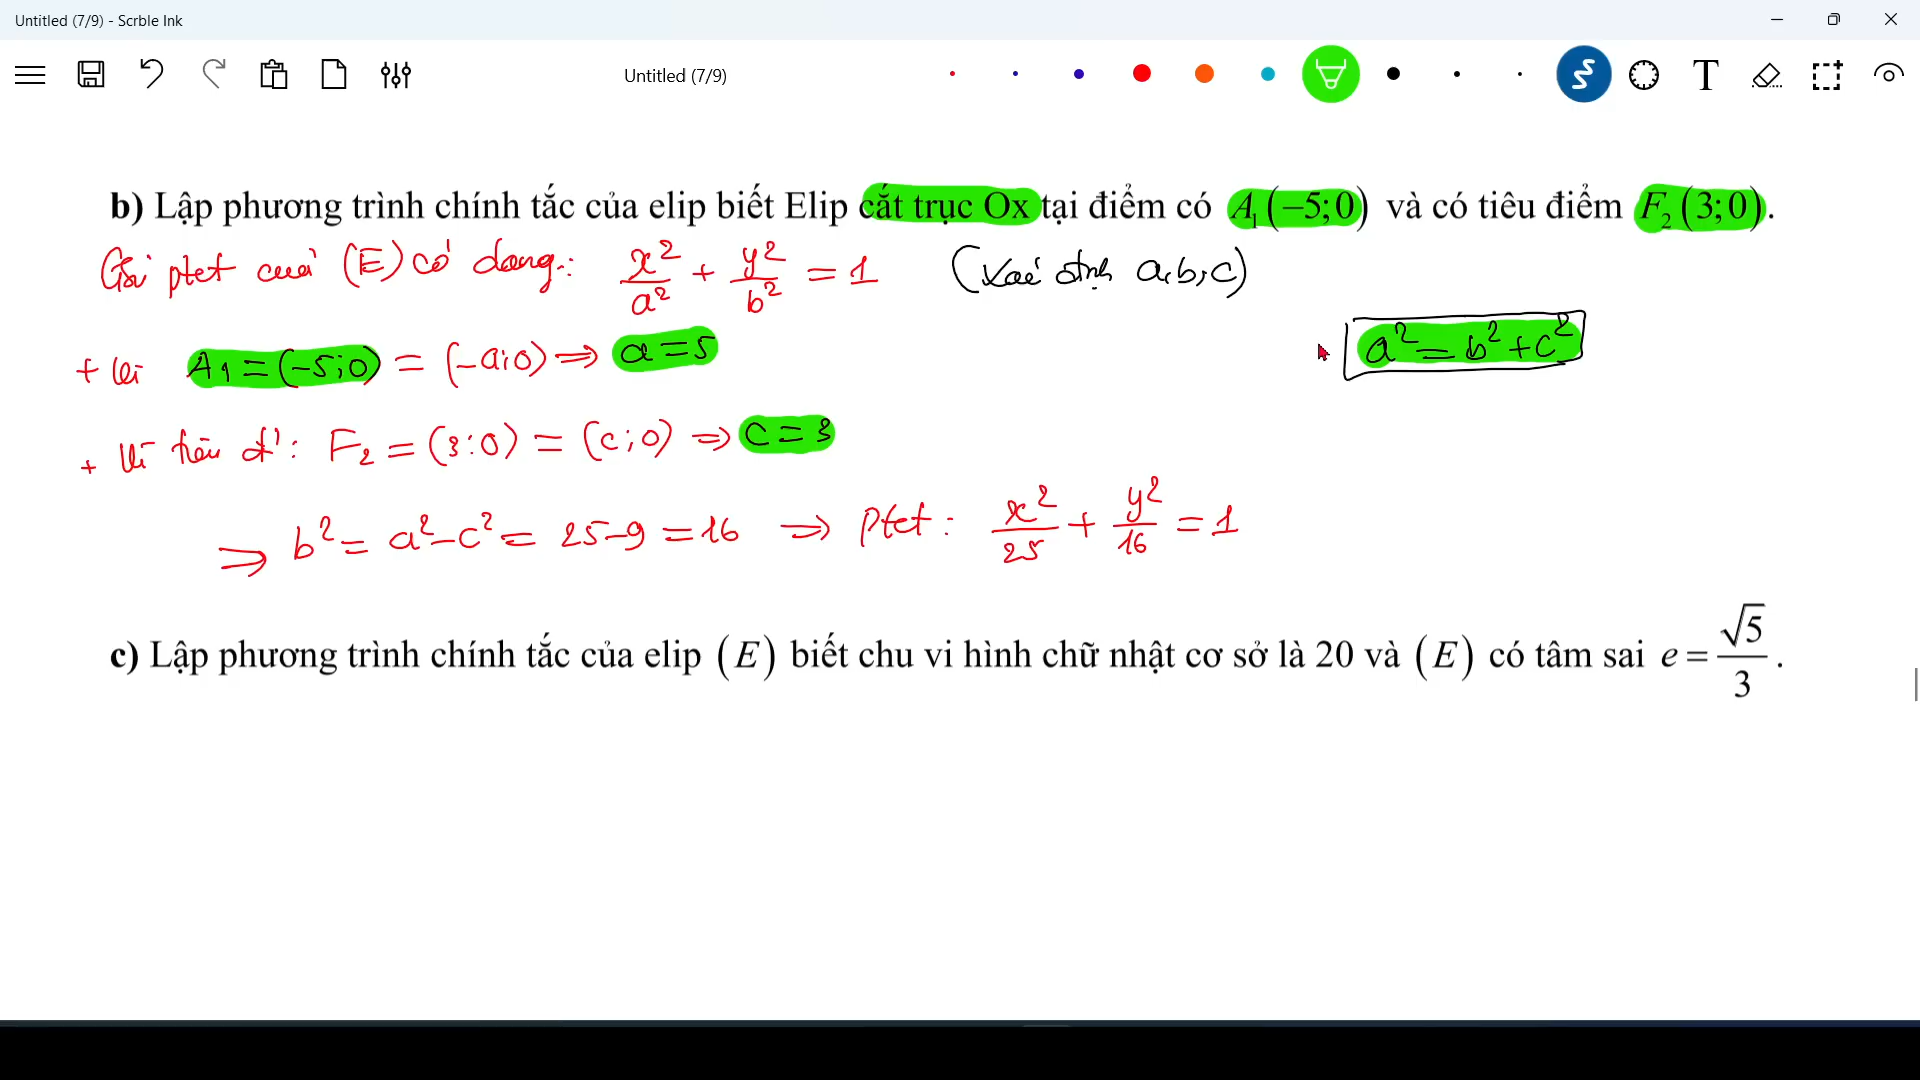 Untitled (7/9) - Scrble Ink
Untitled (7/9)
T
b) Lập phương trình chính tắc của elip biết Elip cắt trục Ox tại điểm có A₁(−5;0) và có tiêu điểm F₂(3;0).
Gọi ptct của (E) có dạng: x²/a² + y²/b² = 1 (Xác định a,b,c)
a² = b² + c²
+ Vì A₁ = (−5;0) = (−a;0) ⇒ a = 5
+ Vì tiêu đ': F₂ = (3;0) = (c;0) ⇒ c = 3
⇒ b² = a² − c² = 25 − 9 = 16 ⇒ Ptct: x²/25 + y²/16 = 1
c) Lập phương trình chính tắc của elip (E) biết chu vi hình chữ nhật cơ sở là 20 và (E) có tâm sai e = √5/3.